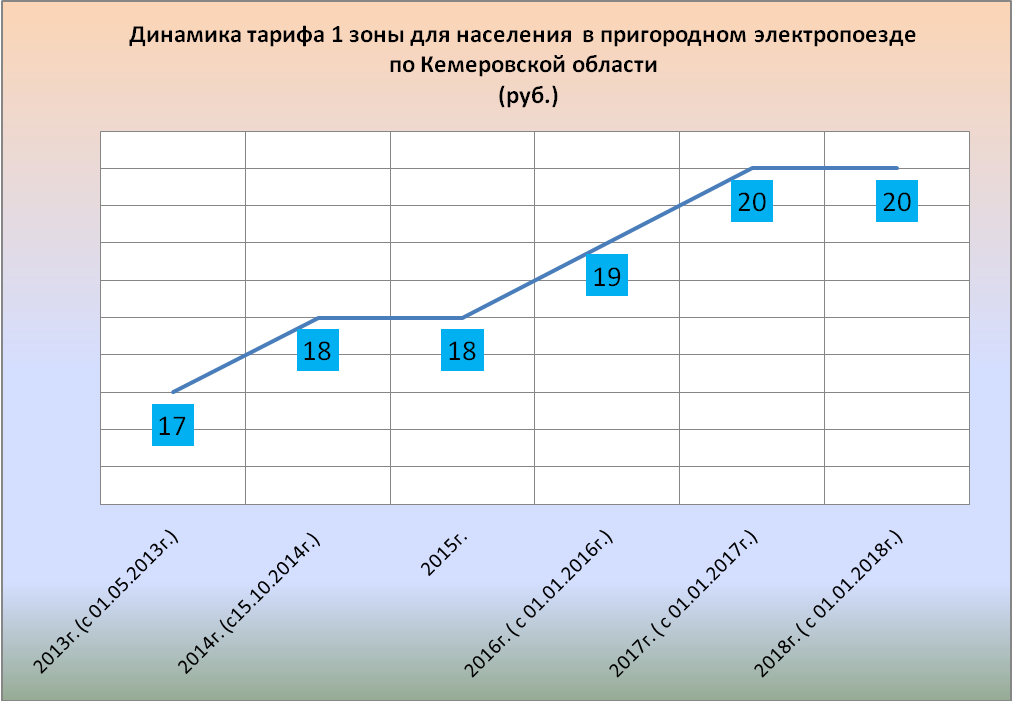 Динамика тарифа 1 зоны для населения в пригородном электропоезде
по Кемеровской области
(руб.)
17
18
18
19
20
20
2013г. (с 01.05.2013г.)
2014г. (с15.10.2014г.)
2015г.
2016г. ( с 01.01.2016г.)
2017г. ( с 01.01.2017г.)
2018г. ( с 01.01.2018г.)